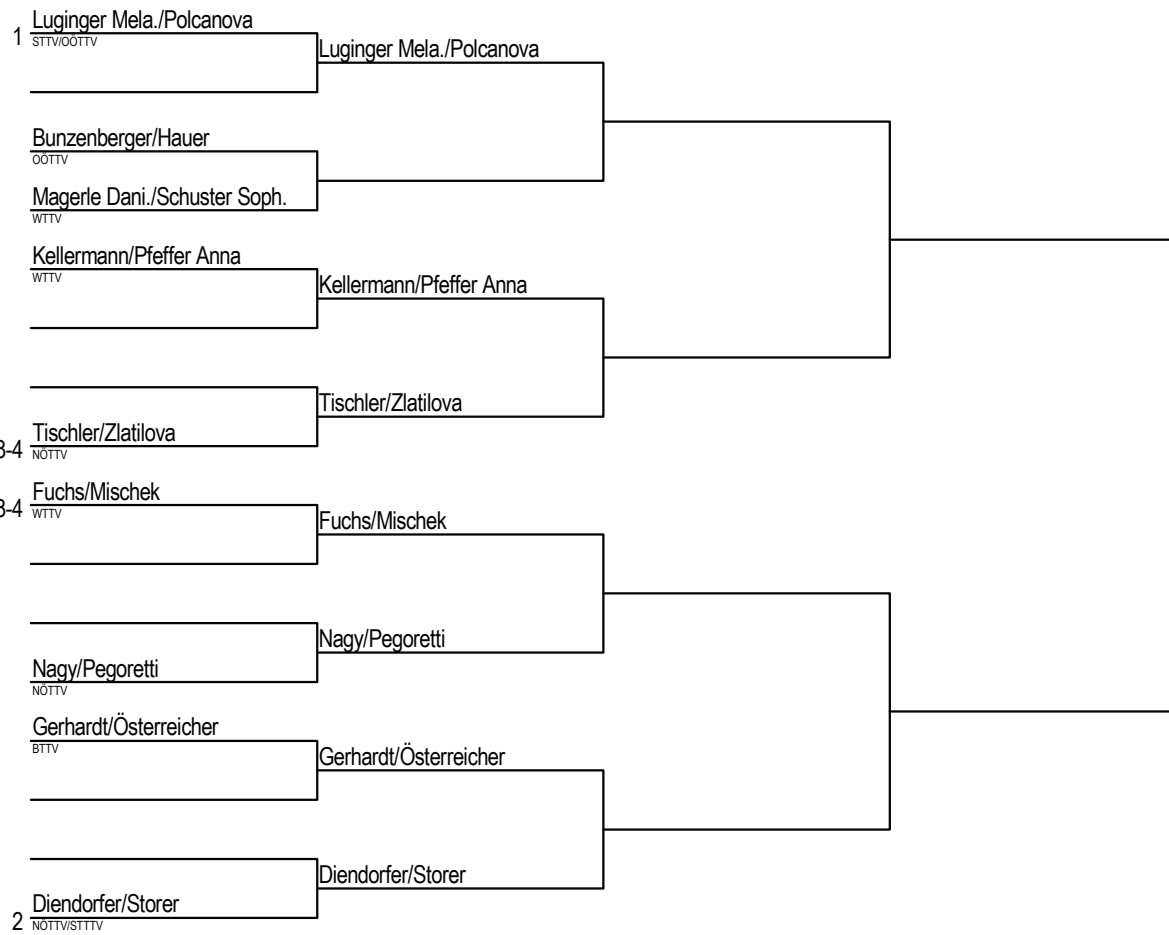 Luginger Mela./Polcanova
1
STTV/OÖTTV
Luginger Mela./Polcanova
Bunzenberger/Hauer
OÖTTV
Magerle Dani./Schuster Soph.
WTTV
Kellermann/Pfeffer Anna
WTTV
Kellermann/Pfeffer Anna
Tischler/Zlatilova
Tischler/Zlatilova
3-4
NÖTTV
Fuchs/Mischek
3-4
WTTV
Fuchs/Mischek
Nagy/Pegoretti
Nagy/Pegoretti
NÖTTV
Gerhardt/Österreicher
BTTV
Gerhardt/Österreicher
Diendorfer/Storer
Diendorfer/Storer
2
NÖTTV/STTTV